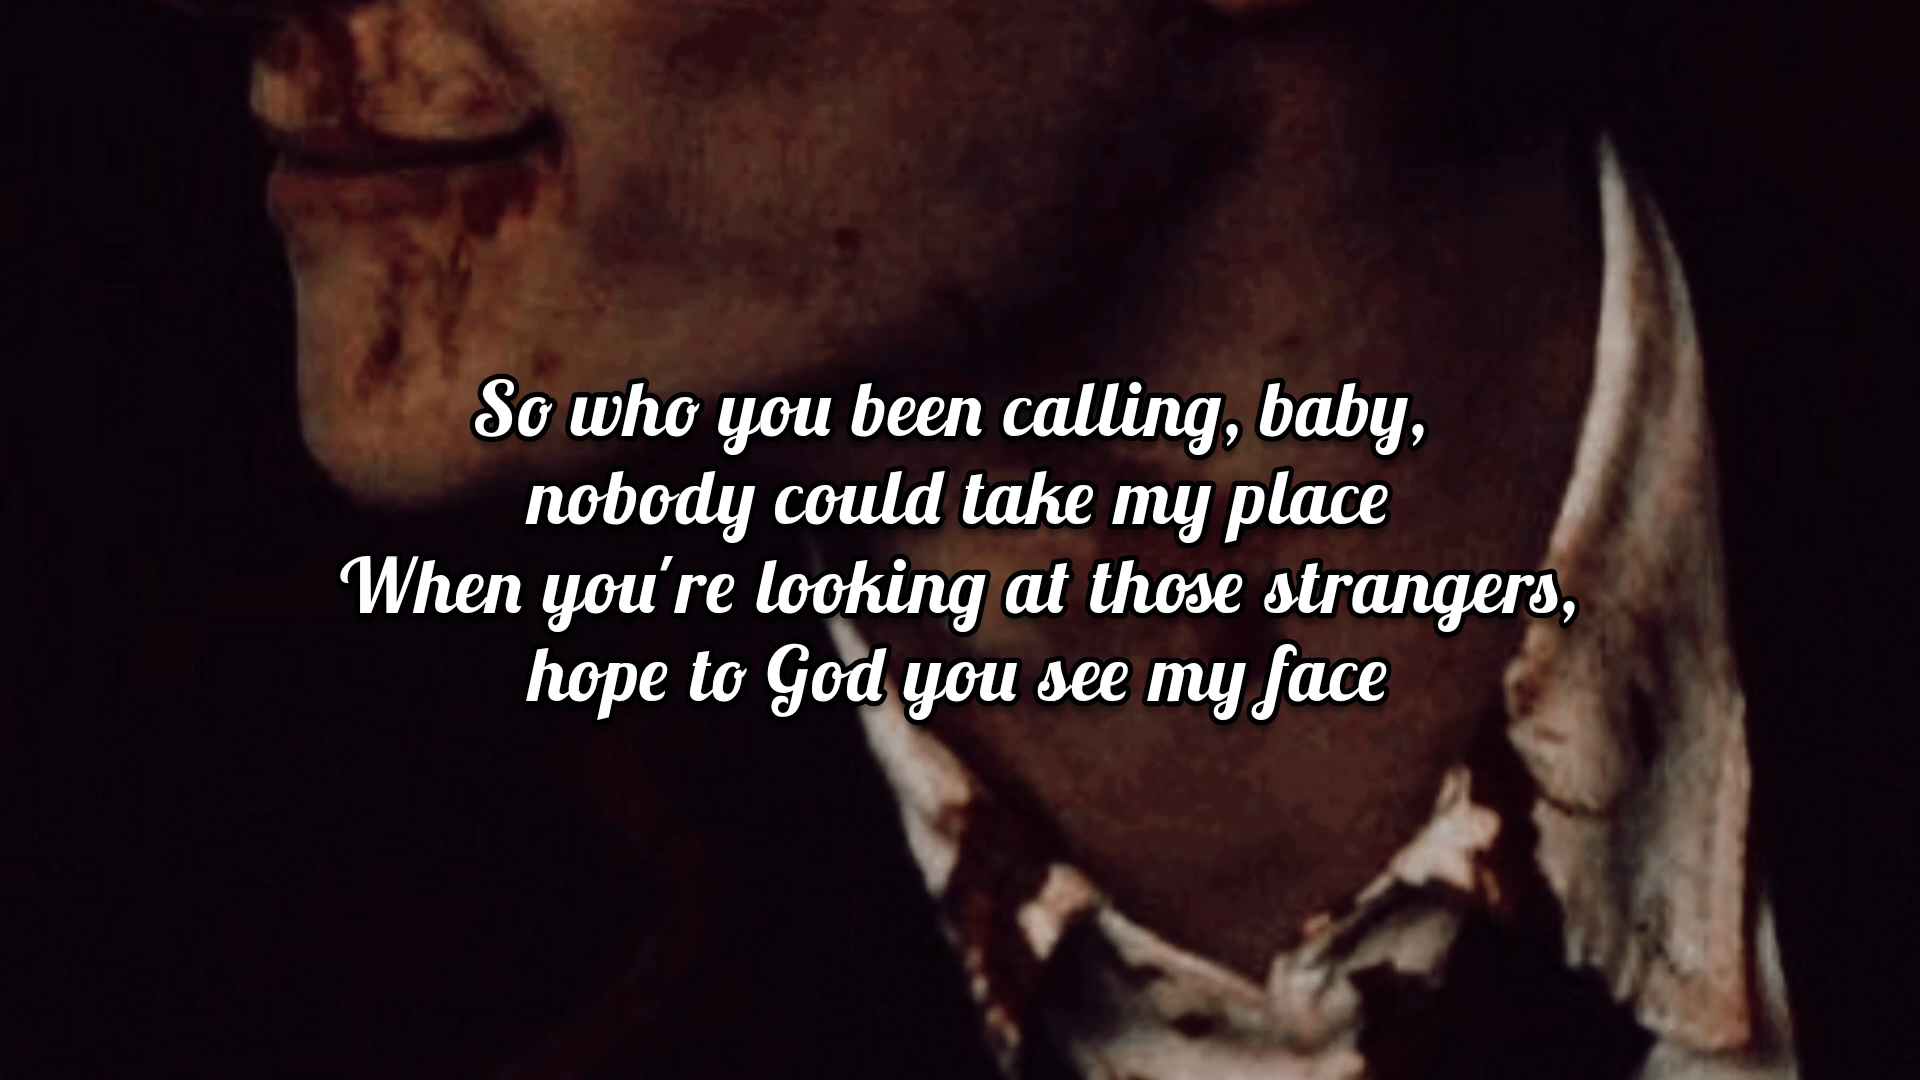 So who you been calling, baby,
nobody could take my place
When you're looking at those strangers,
hope to God you see my face